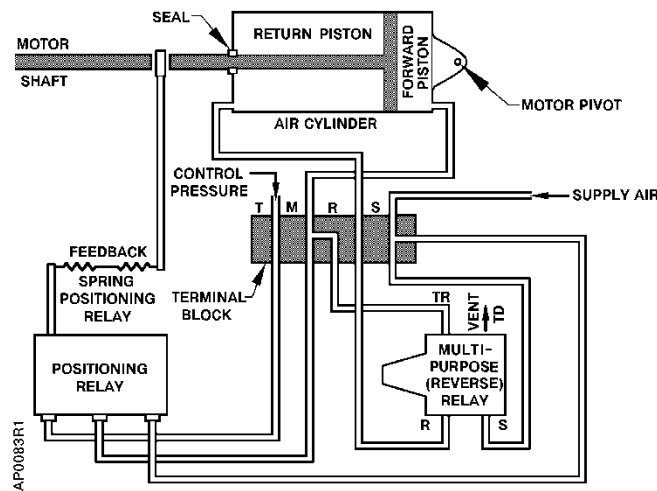 SEAL
MOTOR
SHAFT
RETURN PISTON
FORWARD
PISTON
MOTOR PIVOT
AIR CYLINDER
CONTROL
PRESSURE
SUPPLY AIR
T M R S
FEEDBACK
SPRING
POSITIONING
RELAY
TERMINAL
BLOCK
TR
VENT
TD
POSITIONING
RELAY
MULTI-
PURPOSE
(REVERSE)
RELAY
R S
AP0083R1